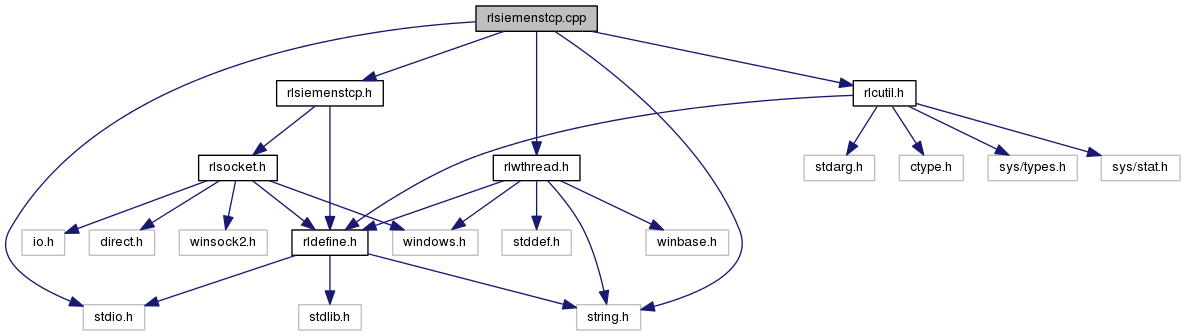 rlsiemenstcp.cpp
rlsiemenstcp.h
rlcutil.h
rlsocket.h
rlwthread.h
stdarg.h
ctype.h
sys/types.h
sys/stat.h
io.h
direct.h
winsock2.h
rldefine.h
windows.h
stddef.h
winbase.h
stdio.h
stdlib.h
string.h